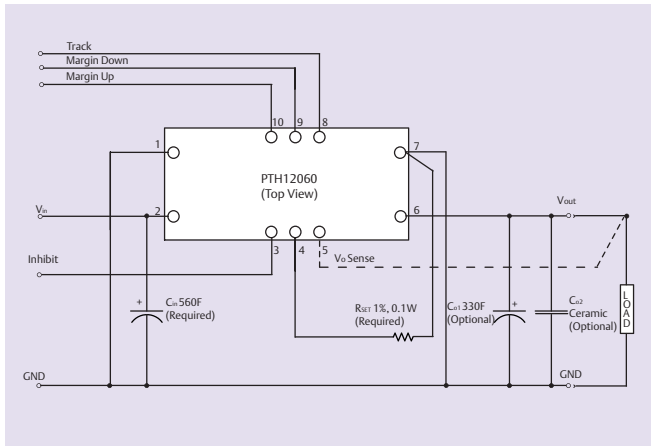 Track
Margin Down
Margin Up
10 9 8
1
7
PTH12060
(Top View)
Vin
2
6
Vout
3 4 5
Vo Sense
Inhibit
+
Cin 560F
(Required)
RSET 1%, 0.1W
(Required)
Co1 330F
(Optional)
+
Co2
Ceramic
(Optional)
LOAD
GND
GND